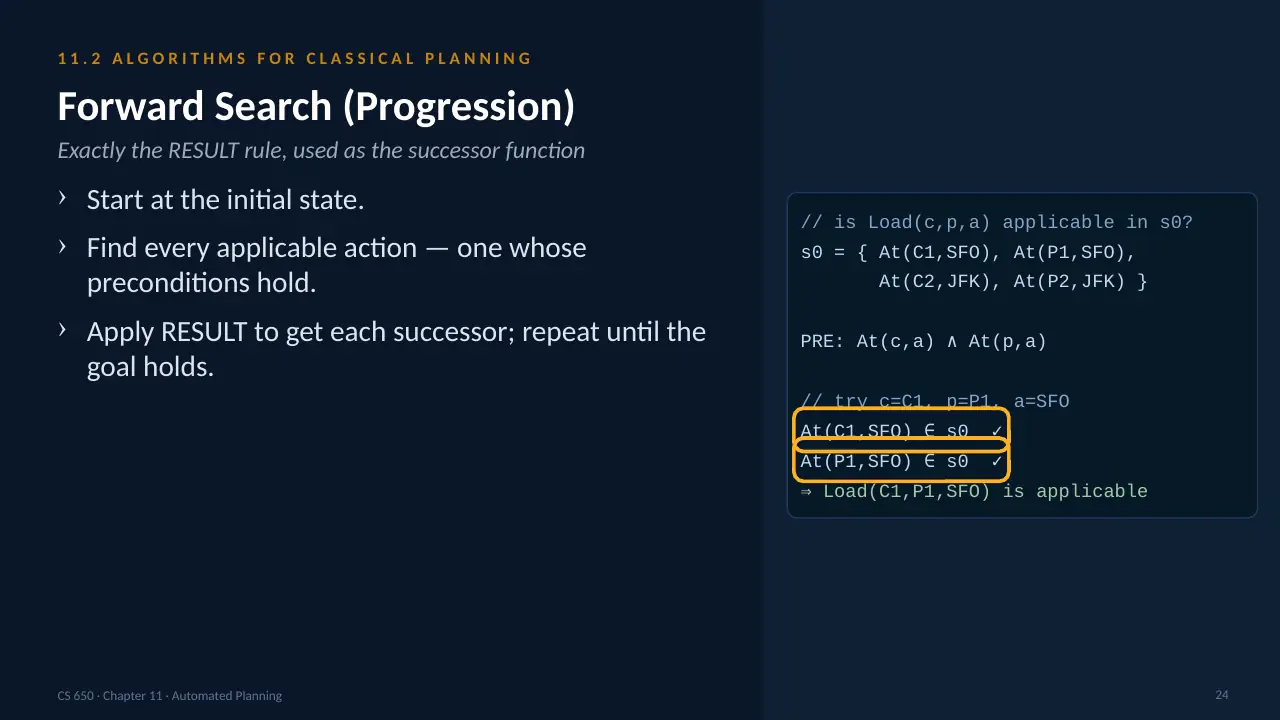 11.2 ALGORITHMS FOR CLASSICAL PLANNING
Forward Search (Progression)
Exactly the RESULT rule, used as the successor function
› Start at the initial state.
› Find every applicable action — one whose
preconditions hold.
› Apply RESULT to get each successor; repeat until the
goal holds.
// is Load(c,p,a) applicable in s0?
s0 = { At(C1,SFO), At(P1,SFO),
At(C2,JFK), At(P2,JFK) }
PRE: At(c,a) ∧ At(p,a)
// try c=C1, p=P1, a=SFO
At(C1,SFO) ∈ s0 ✓
At(P1,SFO) ∈ s0 ✓
⇒ Load(C1,P1,SFO) is applicable
CS 650 · Chapter 11 · Automated Planning
24